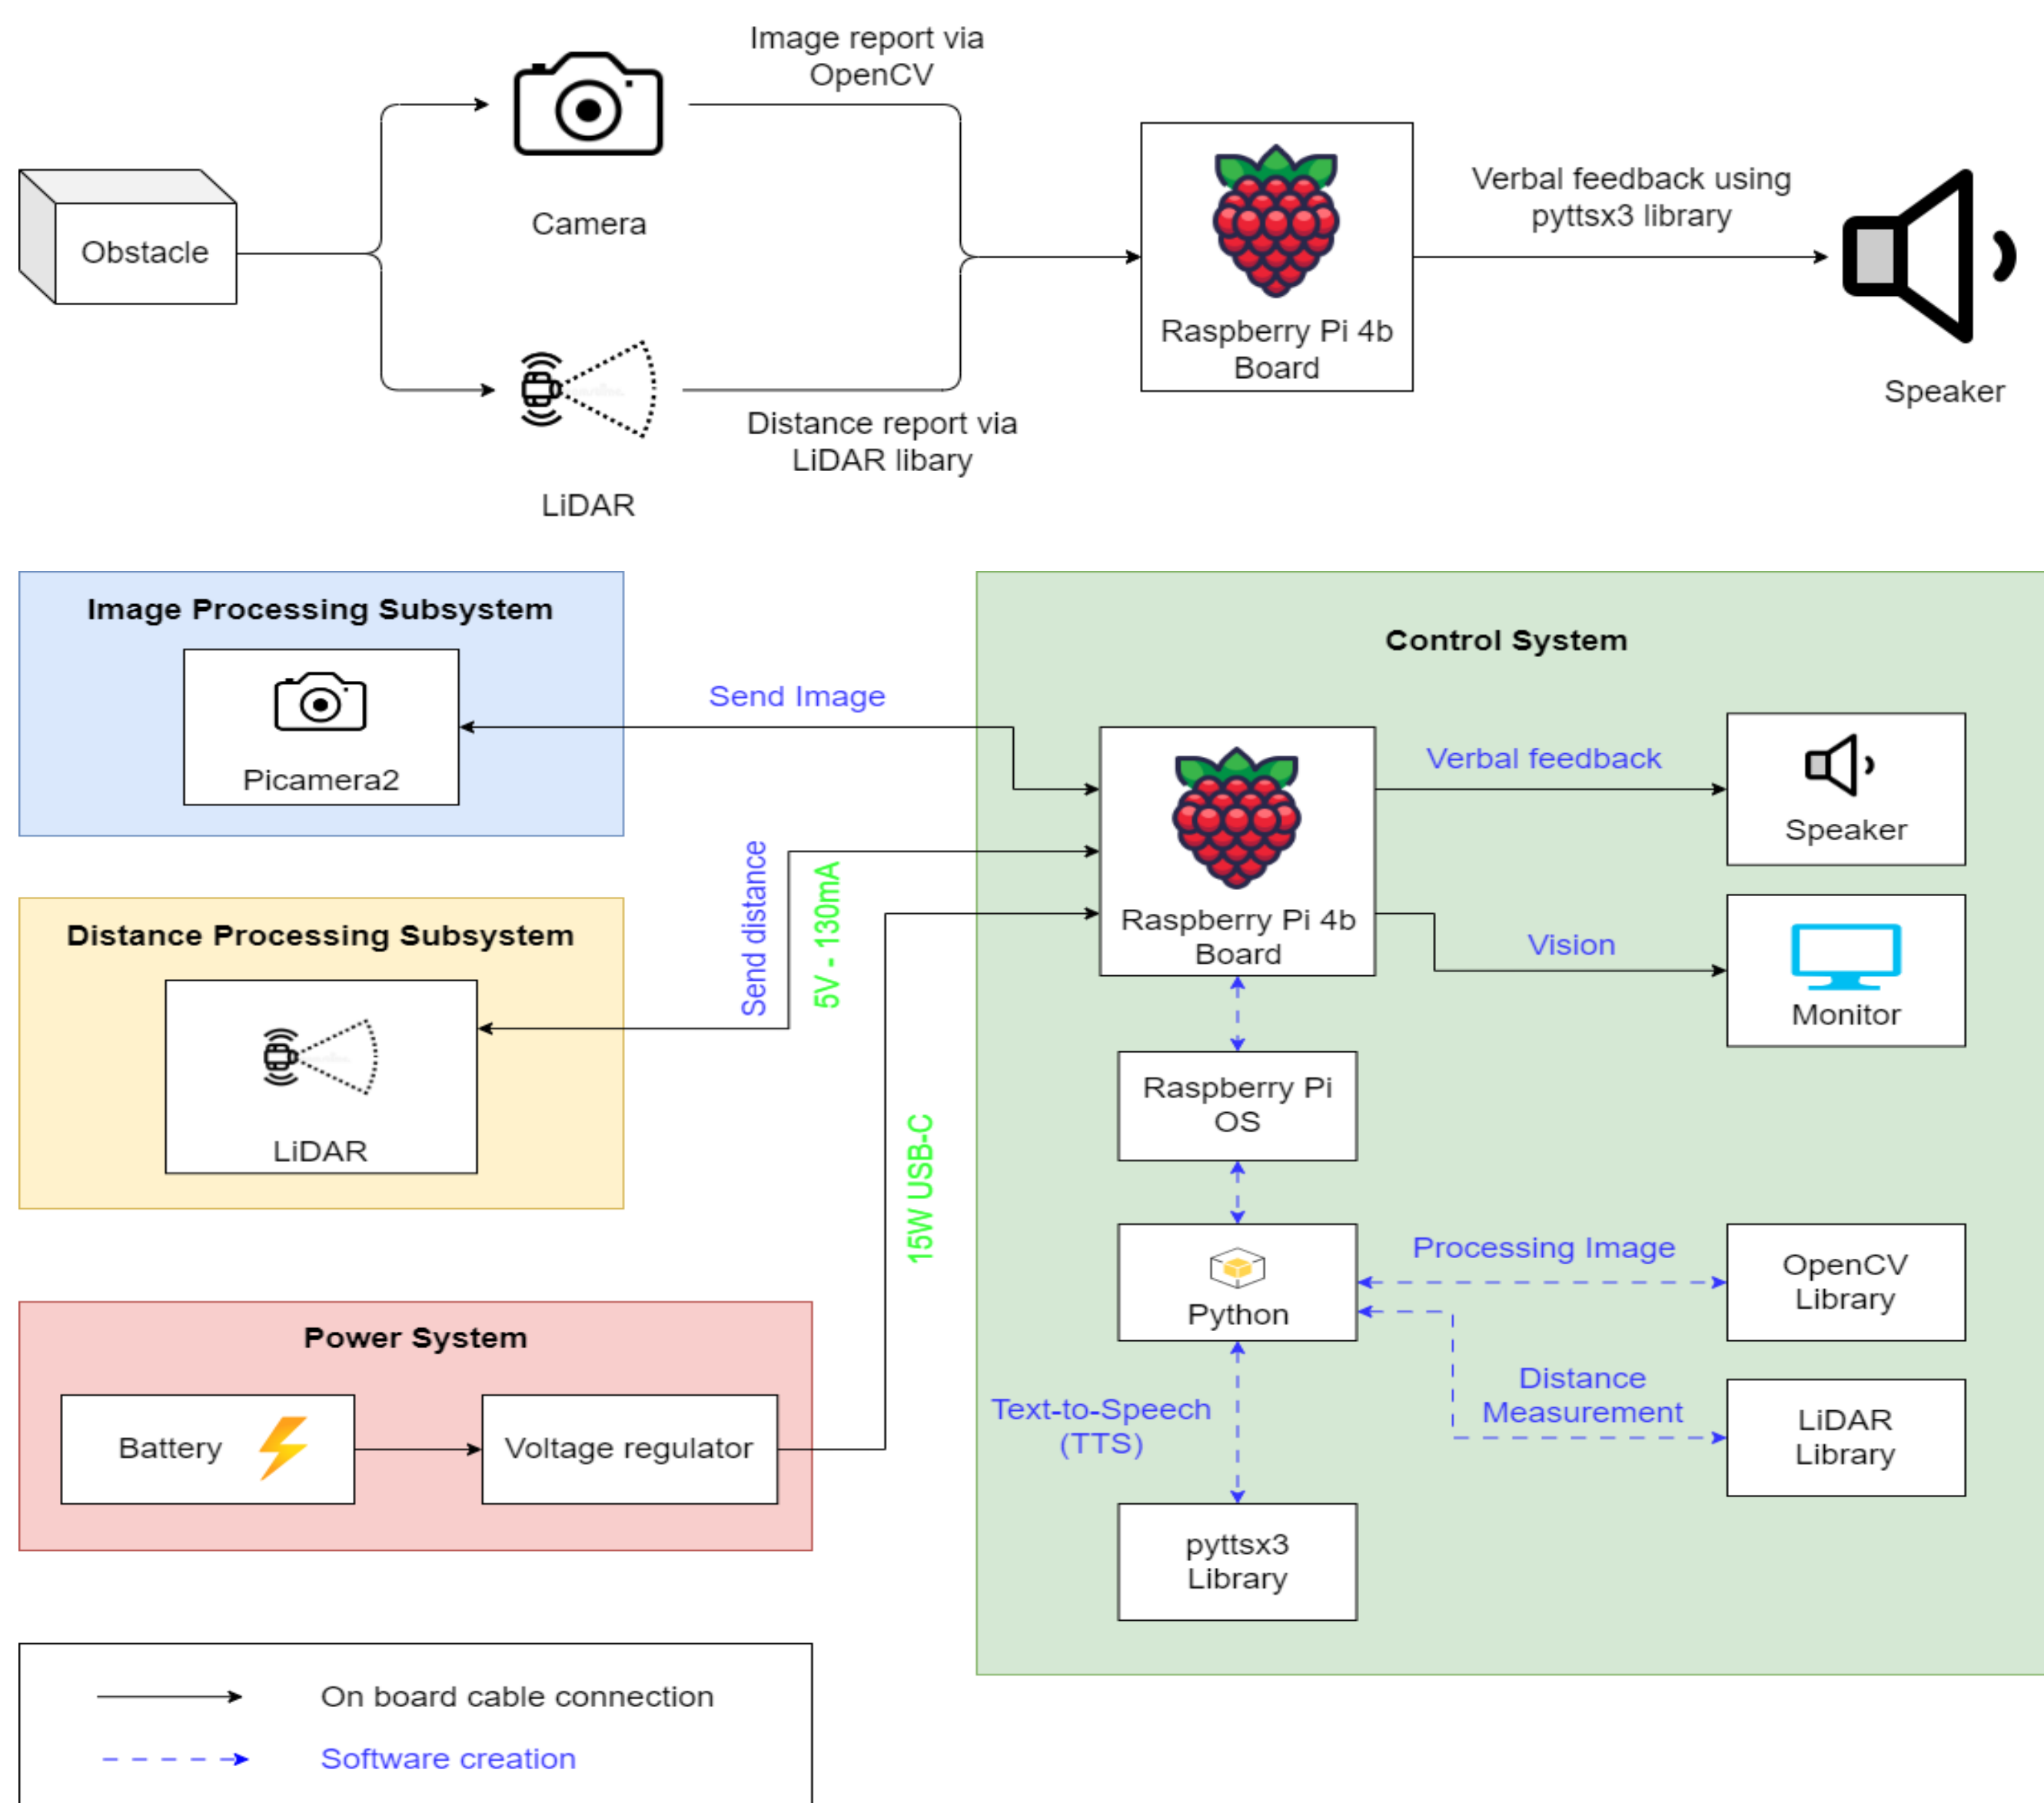 Image report via
OpenCV
Obstacle
Camera
Raspberry Pi 4b
Board
Verbal feedback using
pyttsx3 library
Speaker
Distance report via
LiDAR libary
LiDAR
Image Processing Subsystem
Picamera2
Send Image
Distance Processing Subsystem
LiDAR
Send distance
5V - 130mA
15W USB-C
Power System
Battery
Voltage regulator
Control System
Raspberry Pi 4b
Board
Verbal feedback
Speaker
Vision
Monitor
Raspberry Pi
OS
Python
Processing Image
OpenCV
Library
Distance
Measurement
LiDAR
Library
Text-to-Speech
(TTS)
pyttsx3
Library
On board cable connection
Software creation